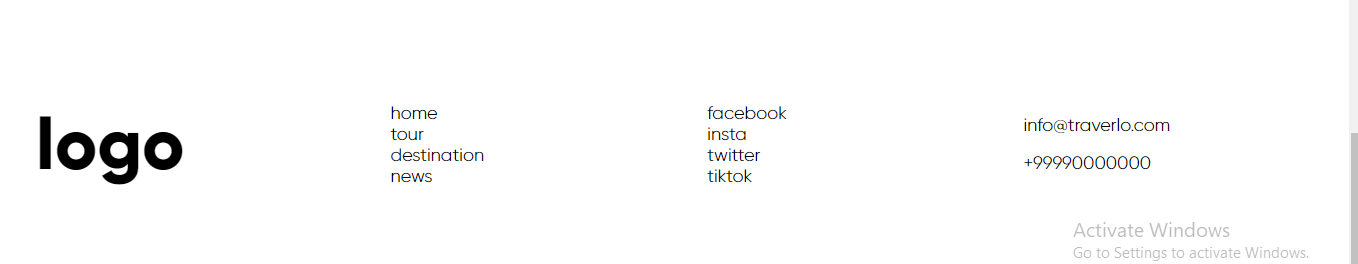 logo
home
tour
destination
news
facebook
insta
twitter
tiktok
info@traverlo.com
+99990000000
Activate Windows
Go to Settings to activate Windows.